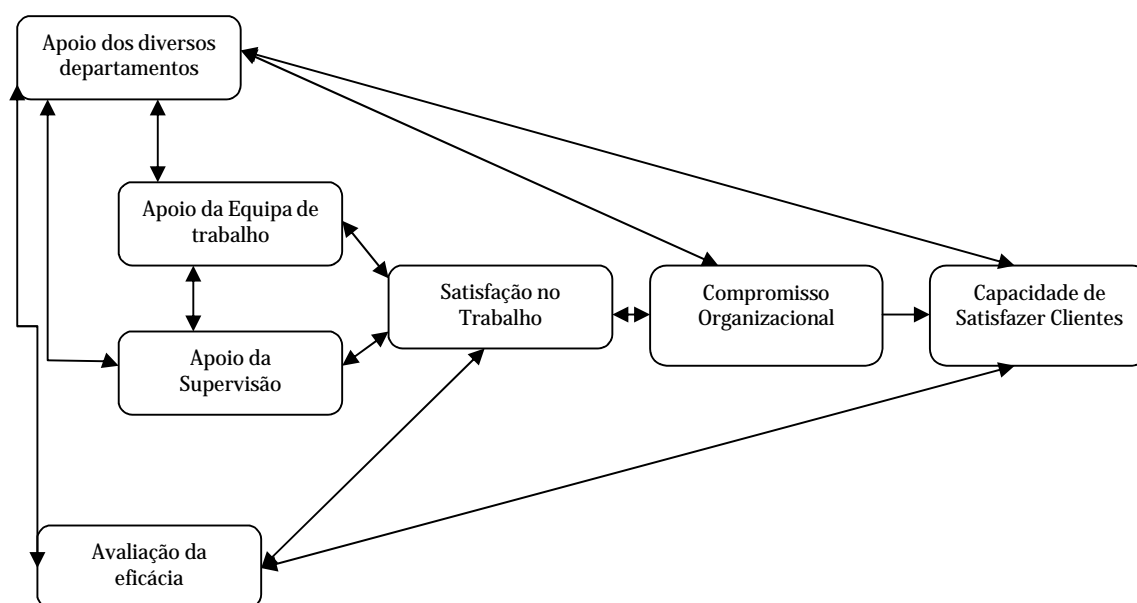 Apoio dos diversos
departamentos
Apoio da Equipa de
trabalho
Satisfação no
Trabalho
Compromisso
Organizacional
Capacidade de
Satisfazer Clientes
Apoio da
Supervisão
Avaliação da
eficácia